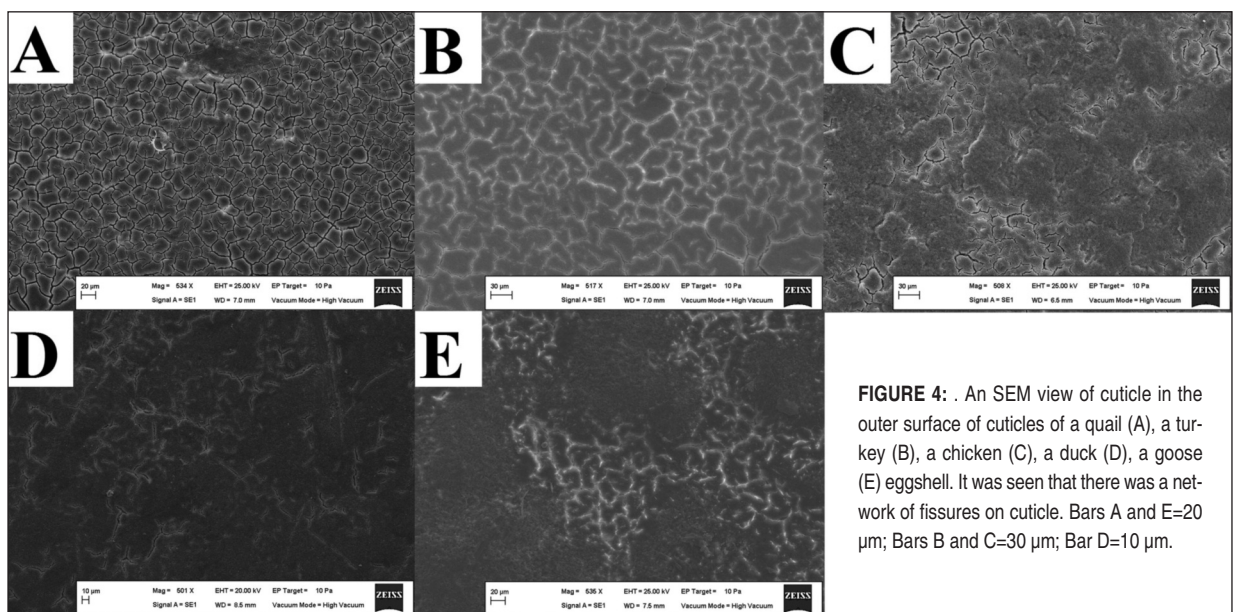 A
20 µm
Mag = 534 X EHT = 25.00 kV EP Target = 10 Pa
Signal A = SE1 WD = 7.0 mm Vacuum Mode = High Vacuum
ZEISS
B
30 µm
Mag = 517 X EHT = 25.00 kV EP Target = 10 Pa
Signal A = SE1 WD = 7.0 mm Vacuum Mode = High Vacuum
ZEISS
C
30 µm
Mag = 508 X EHT = 25.00 kV EP Target = 10 Pa
Signal A = SE1 WD = 6.5 mm Vacuum Mode = High Vacuum
ZEISS
D
10 µm
Mag = 501 X EHT = 20.00 kV EP Target = 10 Pa
Signal A = SE1 WD = 8.5 mm Vacuum Mode = High Vacuum
ZEISS
E
20 µm
Mag = 535 X EHT = 25.00 kV EP Target = 10 Pa
Signal A = SE1 WD = 7.5 mm Vacuum Mode = High Vacuum
ZEISS
FIGURE 4: . An SEM view of cuticle in the
outer surface of cuticles of a quail (A), a tur-
key (B), a chicken (C), a duck (D), a goose
(E) eggshell. It was seen that there was a net-
work of fissures on cuticle. Bars A and E=20
µm; Bars B and C=30 µm; Bar D=10 µm.